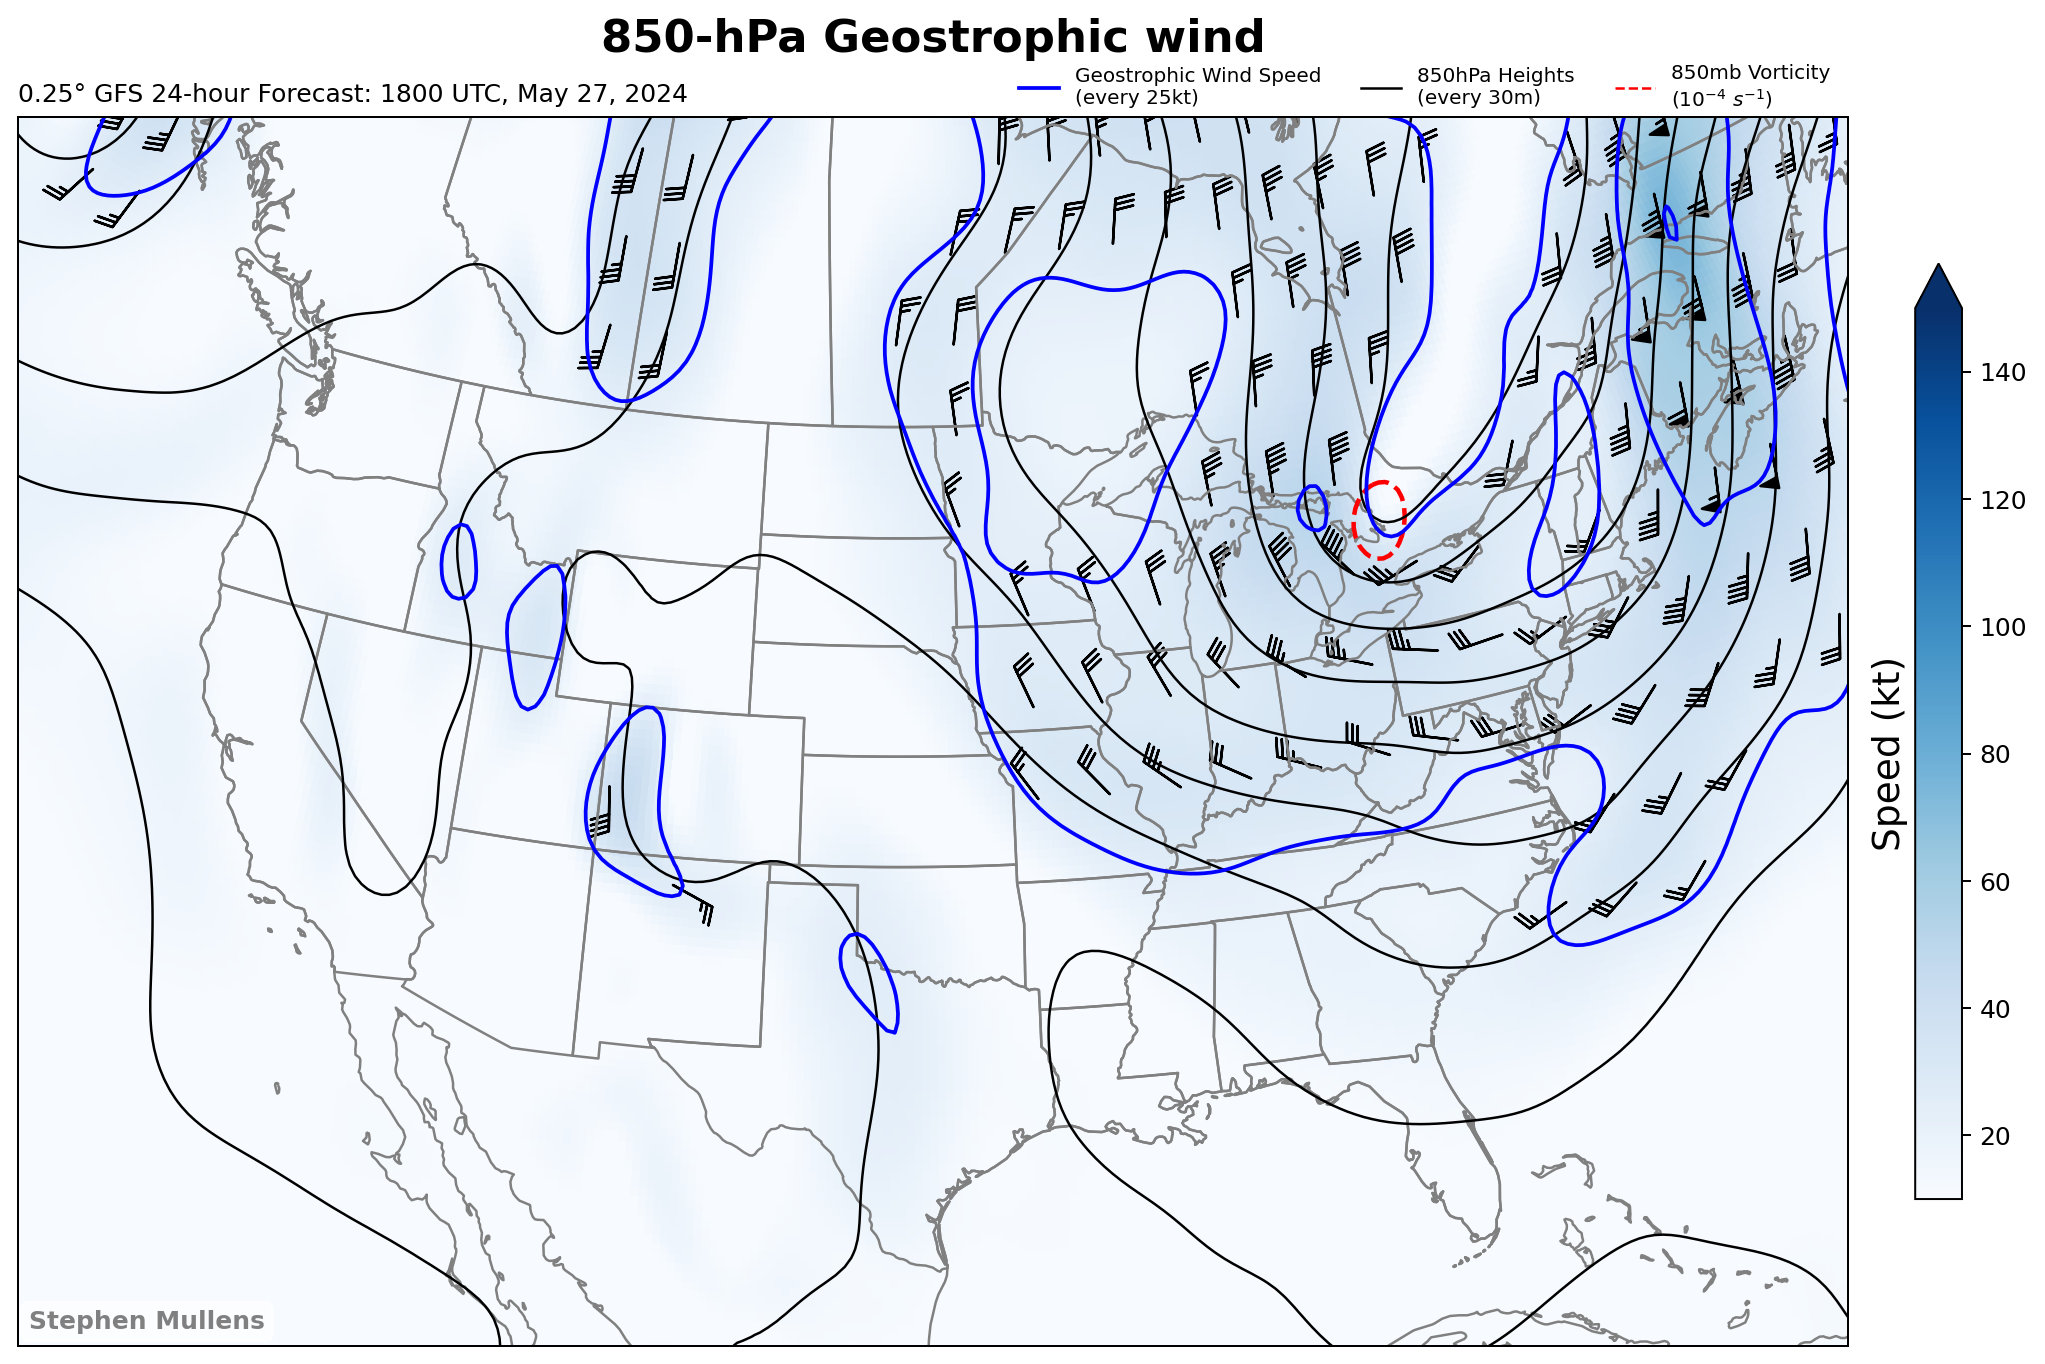 850-hPa Geostrophic wind
0.25° GFS 24-hour Forecast: 1800 UTC, May 27, 2024
Geostrophic Wind Speed
(every 25kt)
850hPa Heights
(every 30m)
850mb Vorticity
(10⁻⁴ s⁻¹)
140
120
100
80
60
40
20
Speed (kt)
Stephen Mullens